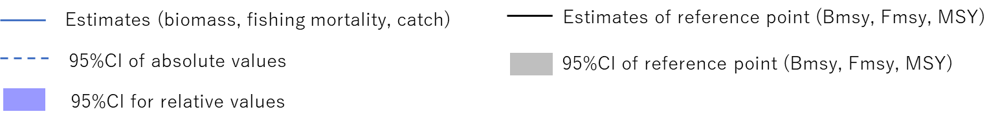 Estimates (biomass, fishing mortality, catch)
95%CI of absolute values
95%CI for relative values
Estimates of reference point (Bmsy, Fmsy, MSY)
95%CI of reference point (Bmsy, Fmsy, MSY)